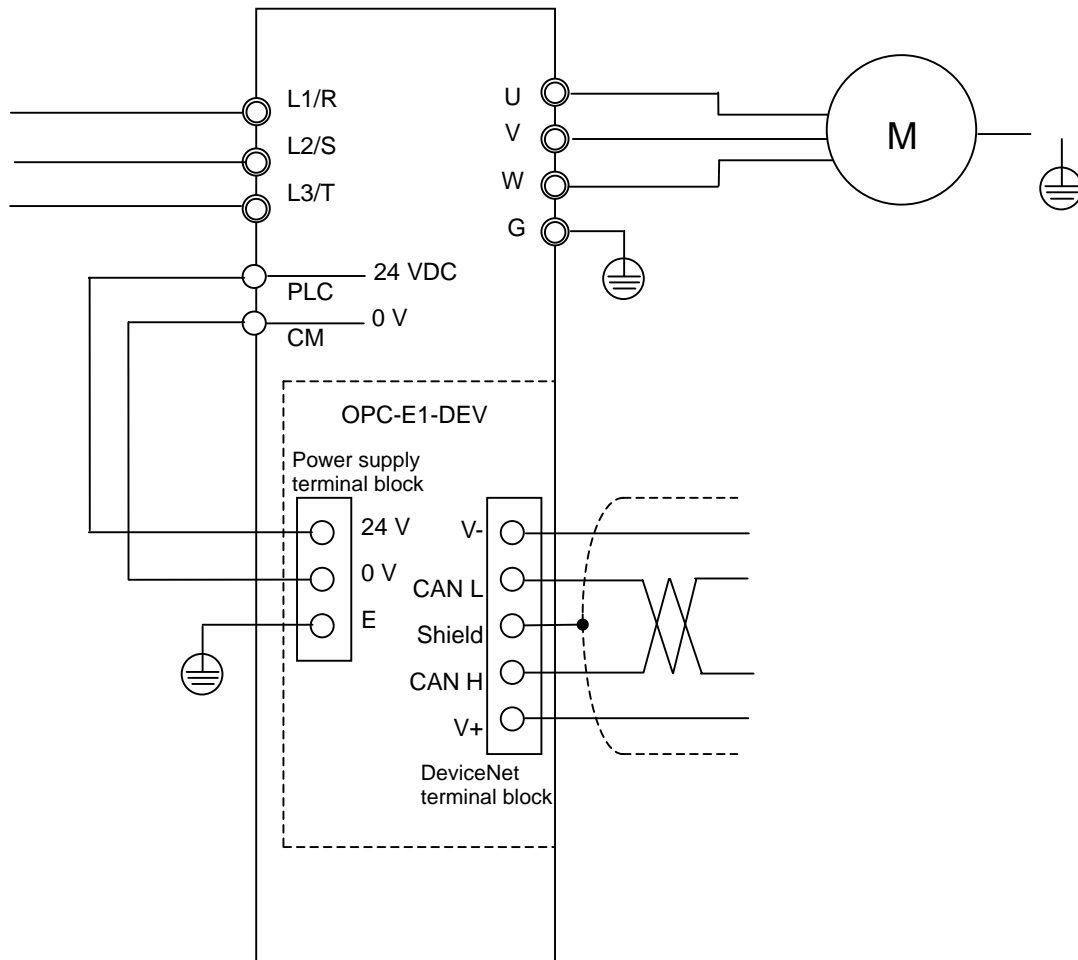 L1/R
L2/S
L3/T
U
V
W
G
M
24 VDC
PLC
0 V
CM
OPC-E1-DEV
Power supply
terminal block
24 V
0 V
E
V-
CAN L
Shield
CAN H
V+
DeviceNet
terminal block